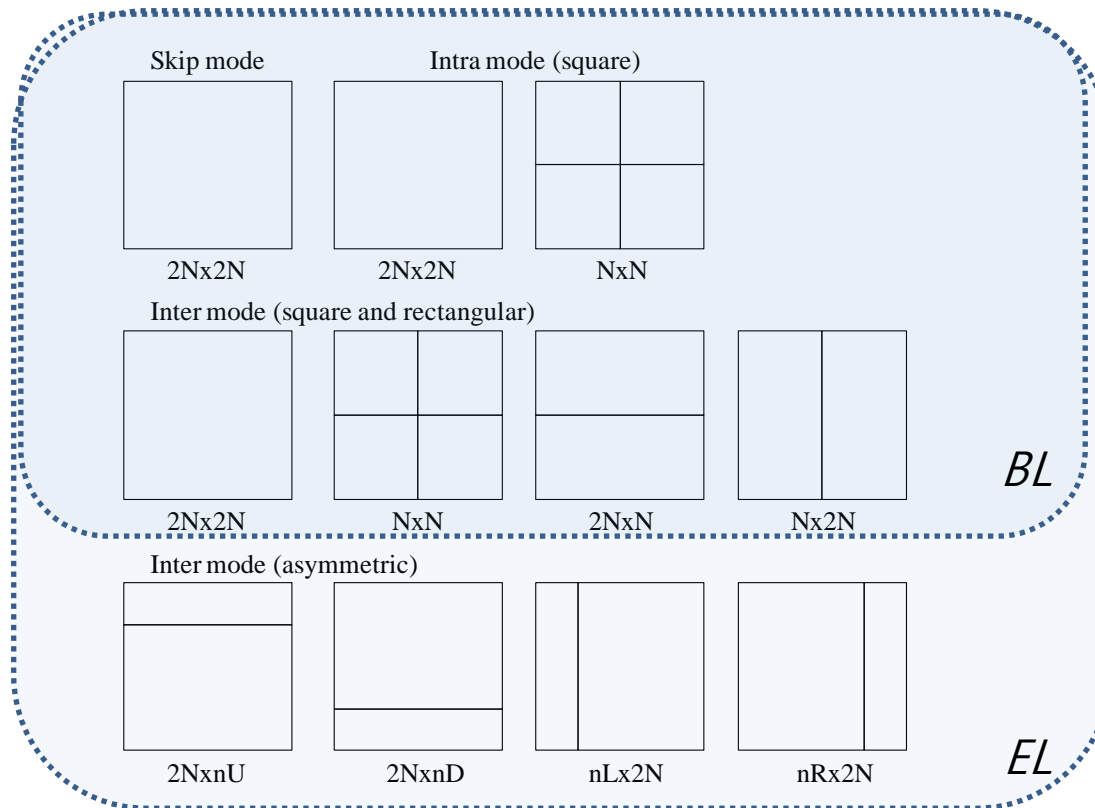 Skip mode
Intra mode (square)
2Nx2N
2Nx2N
NxN
Inter mode (square and rectangular)
BL
2Nx2N
NxN
2NxN
Nx2N
Inter mode (asymmetric)
2NxnU
2NxnD
nLx2N
nRx2N
EL